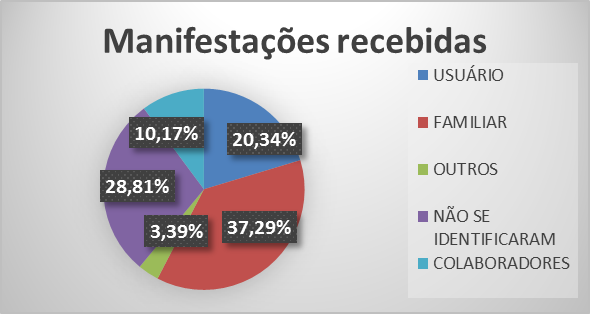 Manifestações recebidas
10,17%
20,34%
28,81%
3,39%
37,29%
USUÁRIO
FAMILIAR
OUTROS
NÃO SE
IDENTIFICARAM
COLABORADORES